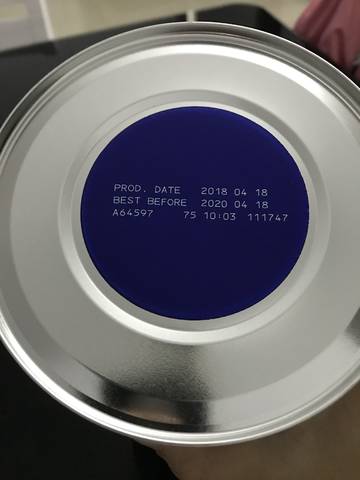 PROD. DATE 2018 04 18
BEST BEFORE 2020 04 18
A64597 75 10:03 111747